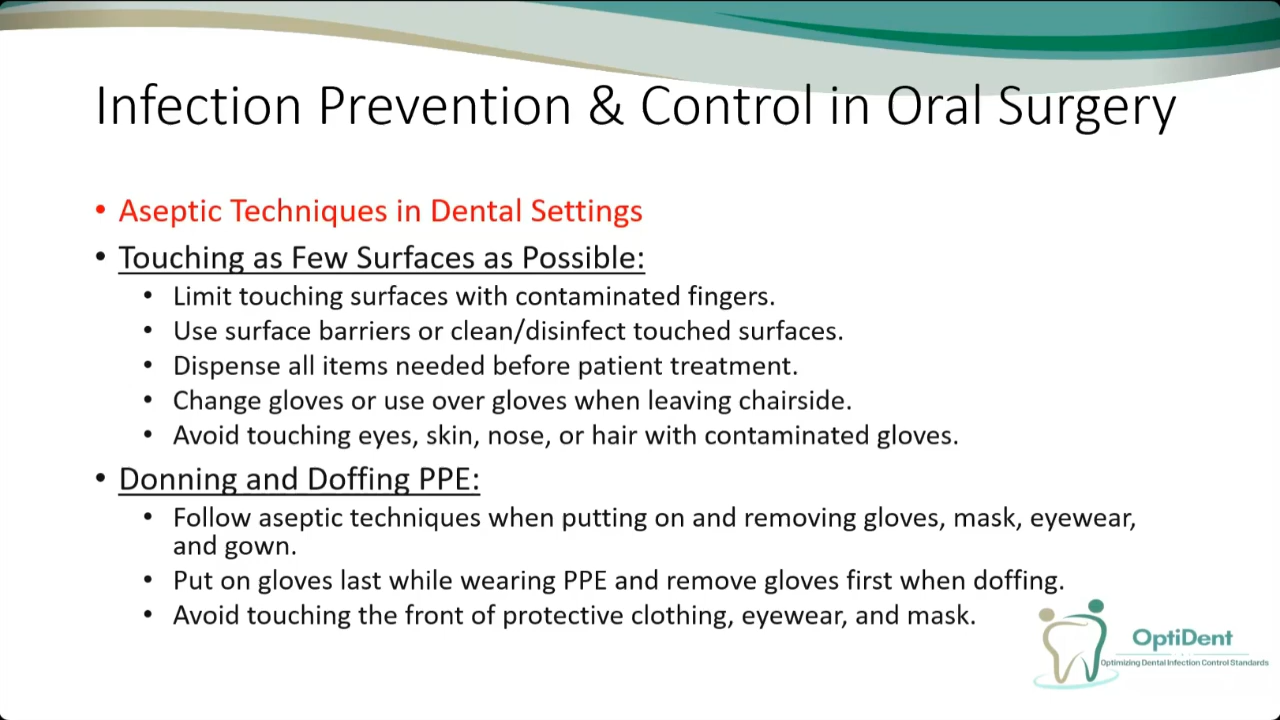 Infection Prevention & Control in Oral Surgery
• Aseptic Techniques in Dental Settings
• Touching as Few Surfaces as Possible:
• Limit touching surfaces with contaminated fingers.
• Use surface barriers or clean/disinfect touched surfaces.
• Dispense all items needed before patient treatment.
• Change gloves or use over gloves when leaving chairside.
• Avoid touching eyes, skin, nose, or hair with contaminated gloves.
• Donning and Doffing PPE:
• Follow aseptic techniques when putting on and removing gloves, mask, eyewear,
and gown.
• Put on gloves last while wearing PPE and remove gloves first when doffing.
• Avoid touching the front of protective clothing, eyewear, and mask.
OptiDent
Optimizing Dental Infection Control Standards